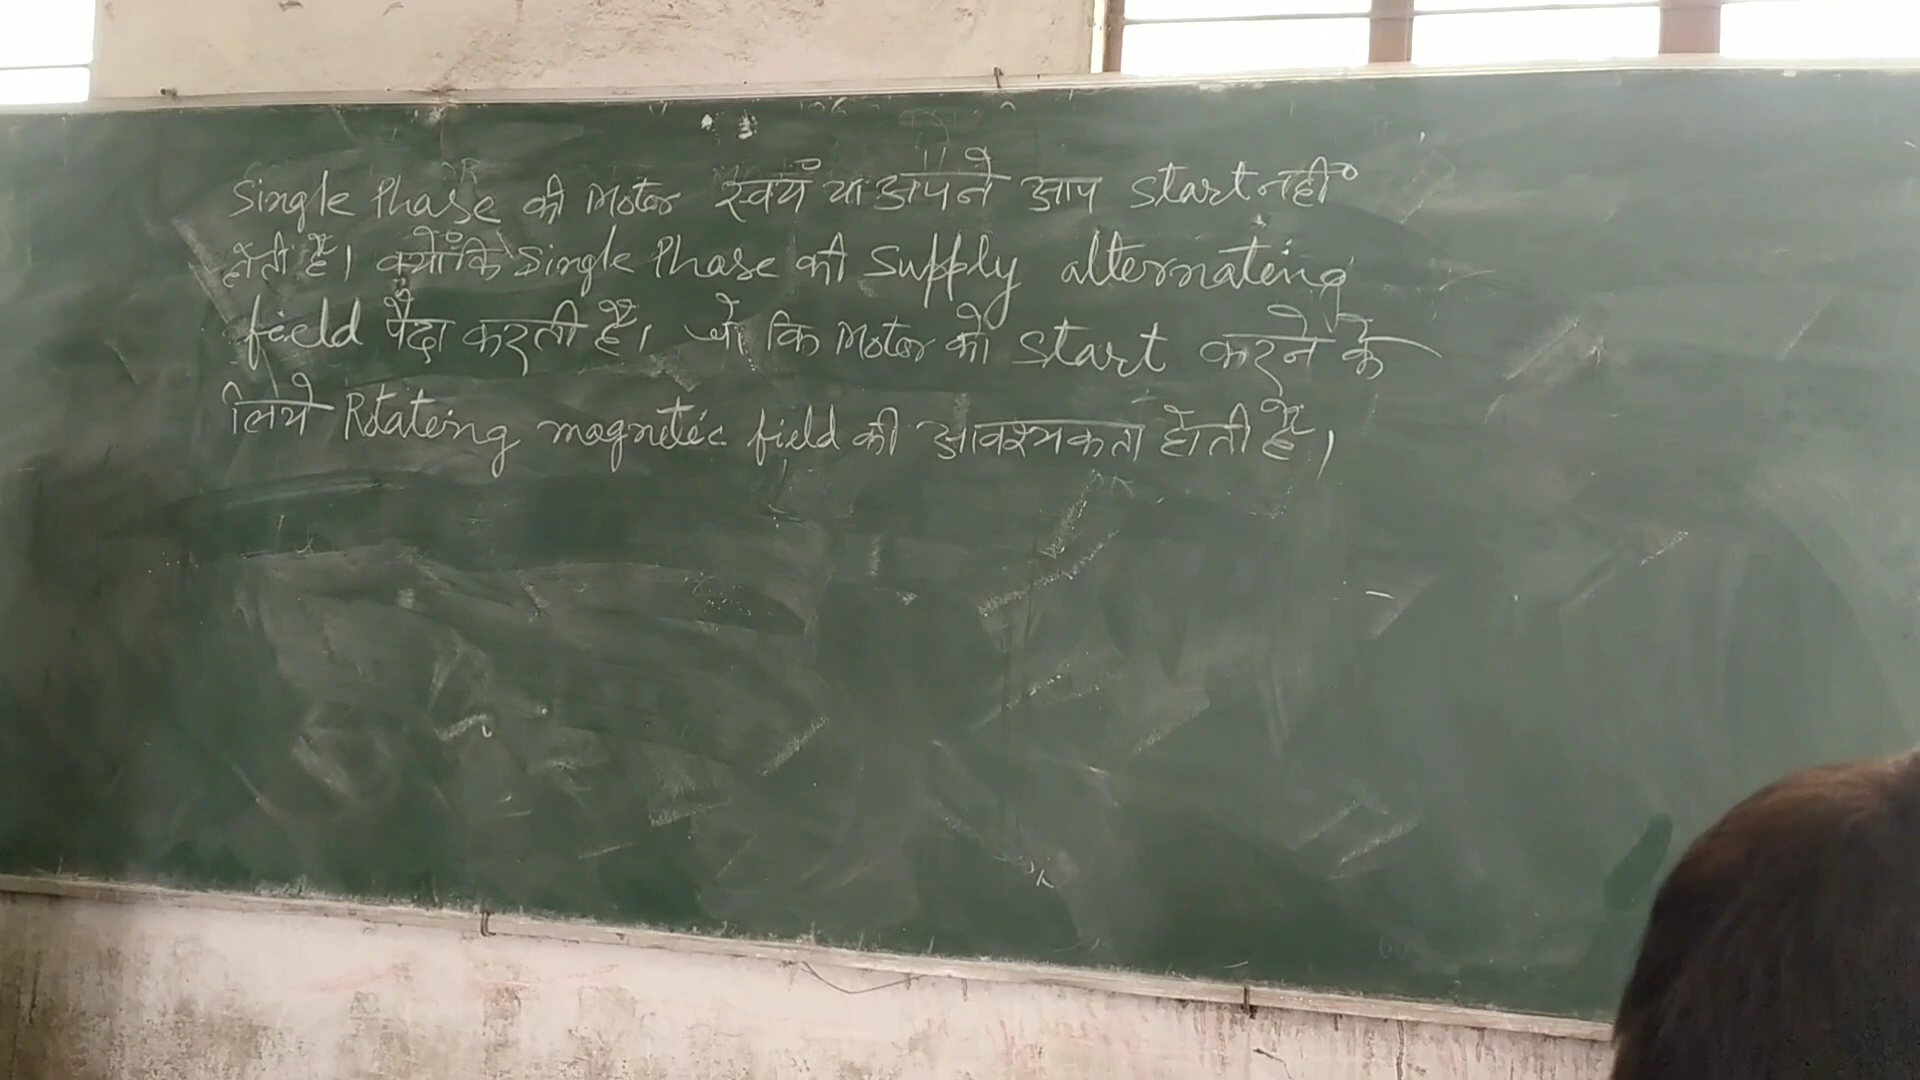 Single Phase की Motor स्वयं या अपने आप start नहीं
होती है। क्योंकि Single Phase की Supply alternating
field पैदा करती है। जो कि Motor को Start करने के
लिये Rotating magnetic field की आवश्यकता होती है।